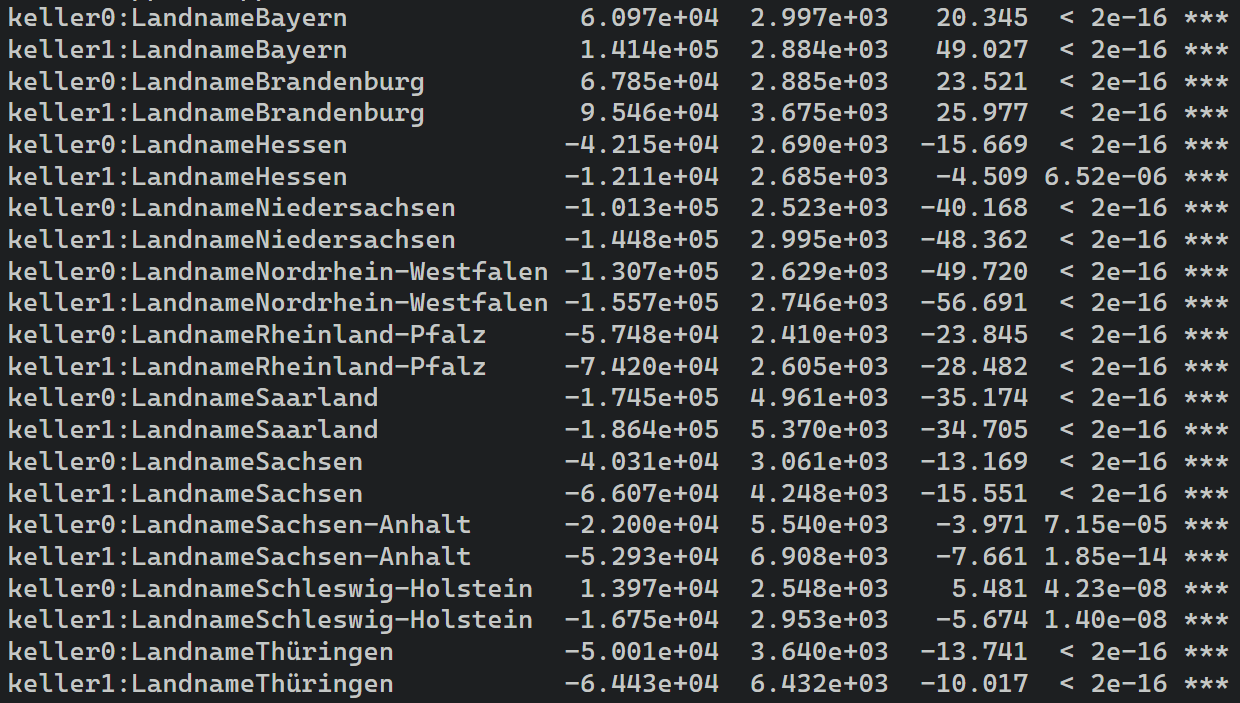 keller0:LandnameBayern 6.097e+04 2.997e+03 20.345 < 2e-16 ***
keller1:LandnameBayern 1.414e+05 2.884e+03 49.027 < 2e-16 ***
keller0:LandnameBrandenburg 6.785e+04 2.885e+03 23.521 < 2e-16 ***
keller1:LandnameBrandenburg 9.546e+04 3.675e+03 25.977 < 2e-16 ***
keller0:LandnameHessen -4.215e+04 2.690e+03 -15.669 < 2e-16 ***
keller1:LandnameHessen -1.211e+04 2.685e+03 -4.509 6.52e-06 ***
keller0:LandnameNiedersachsen -1.013e+05 2.523e+03 -40.168 < 2e-16 ***
keller1:LandnameNiedersachsen -1.448e+05 2.995e+03 -48.362 < 2e-16 ***
keller0:LandnameNordrhein-Westfalen -1.307e+05 2.629e+03 -49.720 < 2e-16 ***
keller1:LandnameNordrhein-Westfalen -1.557e+05 2.746e+03 -56.691 < 2e-16 ***
keller0:LandnameRheinland-Pfalz -5.748e+04 2.410e+03 -23.845 < 2e-16 ***
keller1:LandnameRheinland-Pfalz -7.420e+04 2.605e+03 -28.482 < 2e-16 ***
keller0:LandnameSaarland -1.745e+05 4.961e+03 -35.174 < 2e-16 ***
keller1:LandnameSaarland -1.864e+05 5.370e+03 -34.705 < 2e-16 ***
keller0:LandnameSachsen -4.031e+04 3.061e+03 -13.169 < 2e-16 ***
keller1:LandnameSachsen -6.607e+04 4.248e+03 -15.551 < 2e-16 ***
keller0:LandnameSachsen-Anhalt -2.200e+04 5.540e+03 -3.971 7.15e-05 ***
keller1:LandnameSachsen-Anhalt -5.293e+04 6.908e+03 -7.661 1.85e-14 ***
keller0:LandnameSchleswig-Holstein 1.397e+04 2.548e+03 5.481 4.23e-08 ***
keller1:LandnameSchleswig-Holstein -1.675e+04 2.953e+03 -5.674 1.40e-08 ***
keller0:LandnameThüringen -5.001e+04 3.640e+03 -13.741 < 2e-16 ***
keller1:LandnameThüringen -6.443e+04 6.432e+03 -10.017 < 2e-16 ***